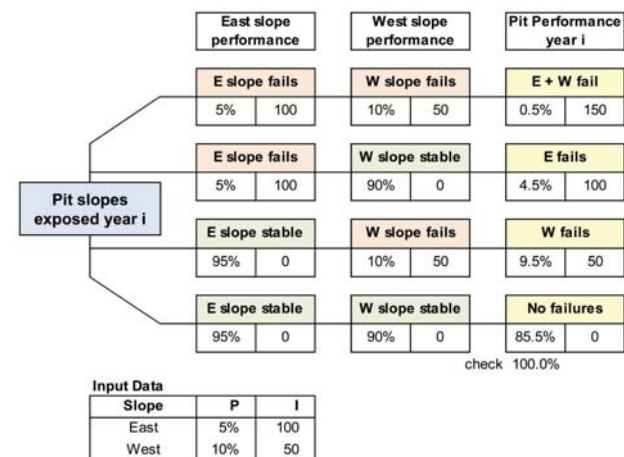 East slope performance
West slope performance
Pit Performance year i
E slope fails
W slope fails
E + W fail
5% 100
10% 50
0.5% 150
E slope fails
W slope stable
E fails
5% 100
90% 0
4.5% 100
Pit slopes
exposed year i
E slope stable
W slope fails
W fails
95% 0
10% 50
9.5% 50
E slope stable
W slope stable
No failures
95% 0
90% 0
85.5% 0
check 100.0%
Input Data
Slope P I
East 5% 100
West 10% 50